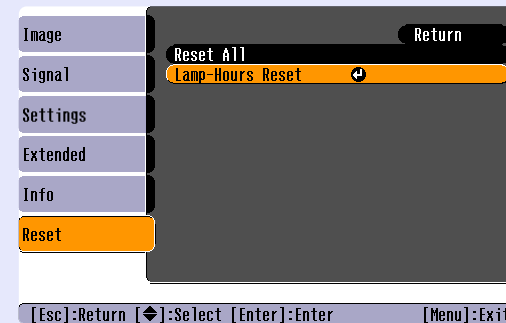 Image
Signal
Settings
Extended
Info
Reset
Return
Reset All
Lamp-Hours Reset
[Esc]:Return []:Select [Enter]:Enter [Menu]:Exit